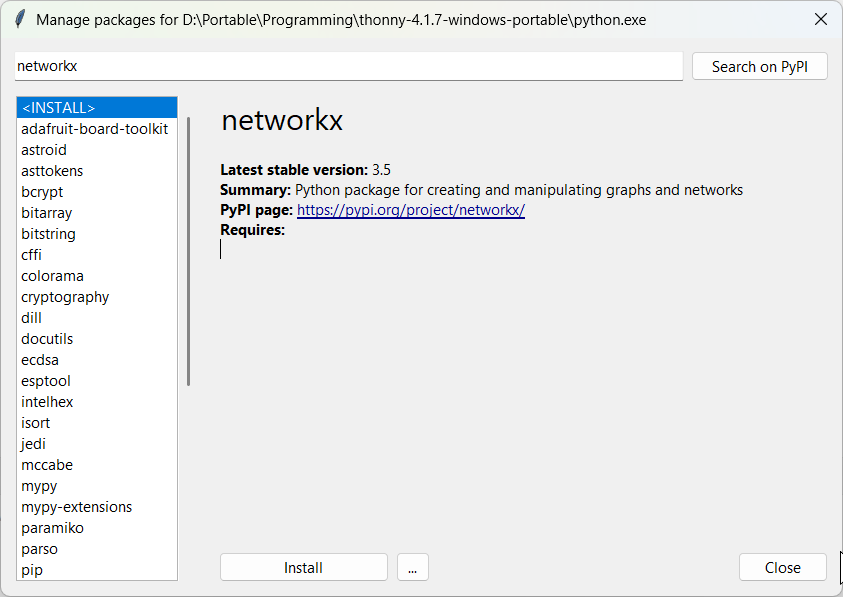 Manage packages for D:\Portable\Programming\thonny-4.1.7-windows-portable\python.exe
networkx
Search on PyPI
<INSTALL>
adafruit-board-toolkit
astroid
asttokens
bcrypt
bitarray
bitstring
cffi
colorama
cryptography
dill
docutils
ecdsa
esptool
intelhex
isort
jedi
mccabe
mypy
mypy-extensions
paramiko
parso
pip
networkx
Latest stable version: 3.5
Summary: Python package for creating and manipulating graphs and networks
PyPI page: https://pypi.org/project/networkx/
Requires:
Install
...
Close